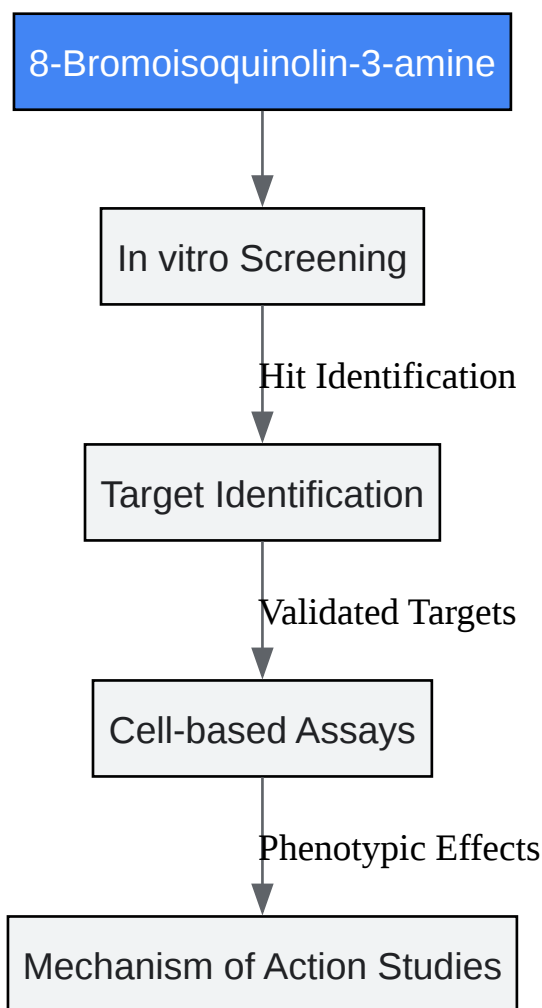 8-Bromoisoquinolin-3-amine
In vitro Screening
Hit Identification
Target Identification
Validated Targets
Cell-based Assays
Phenotypic Effects
Mechanism of Action Studies